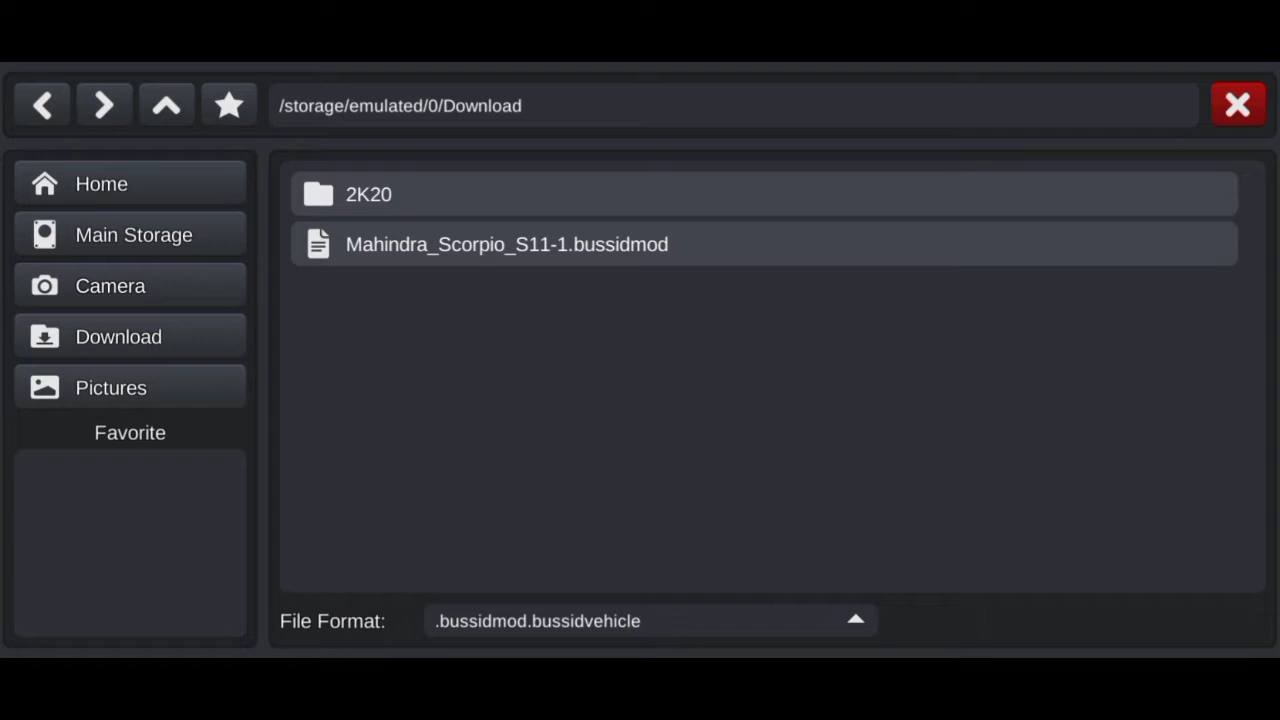 /storage/emulated/0/Download
Home
Main Storage
Camera
Download
Pictures
Favorite
2K20
Mahindra_Scorpio_S11-1.bussidmod
File Format: .bussidmod.bussidvehicle